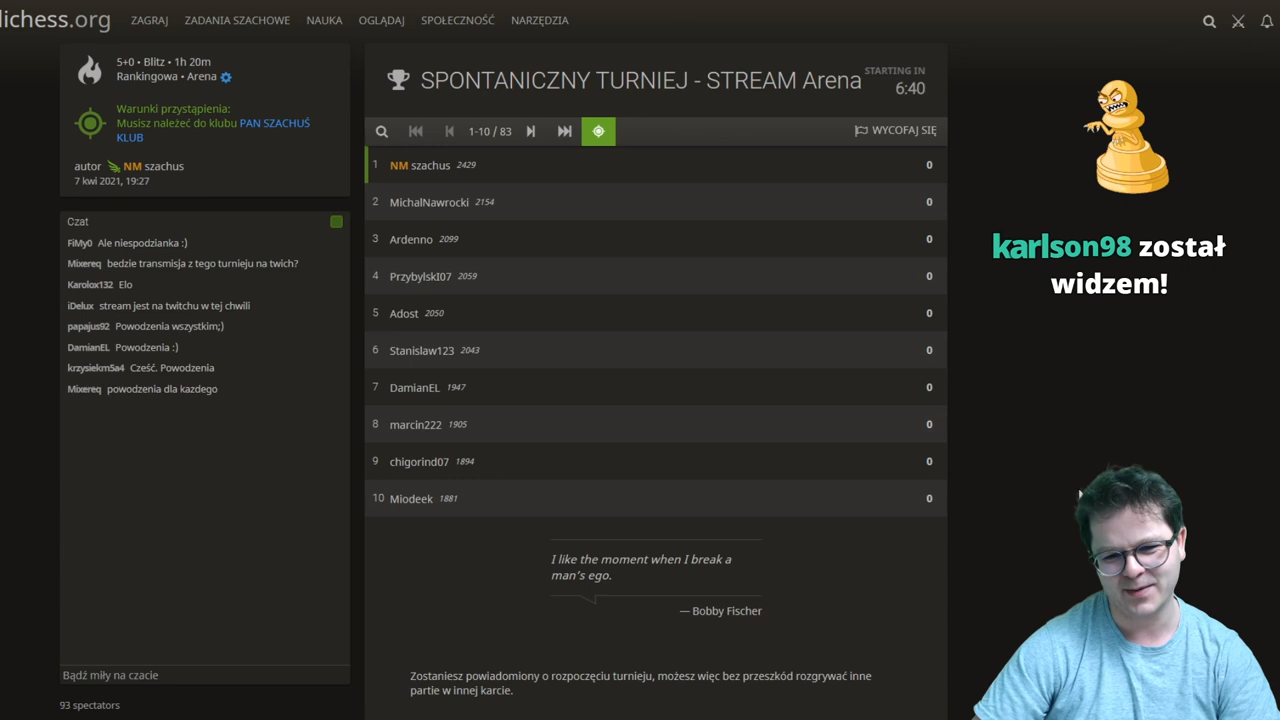 lichess.org ZAGRAJ ZADANIA SZACHOWE NAUKA OGLĄDAJ SPOŁECZNOŚĆ NARZĘDZIA
5+0 • Blitz • 1h 20m
Rankingowa • Arena
Warunki przystąpienia:
Musisz należeć do klubu PAN SZACHUŚ
KLUB
autor NM szachus
7 kwi 2021, 19:27
Czat
FiMy0 Ale niespodzianka :)
Mixereq bedzie transmisja z tego turnieju na twich?
Karolox132 Elo
iDelux stream jest na twitchu w tej chwili
papajus92 Powodzenia wszystkim;)
DamianEL Powodzenia :)
krzysiekm5a4 Cześć. Powodzenia
Mixereq powodzenia dla kazdego
Bądź miły na czacie
93 spectators
SPONTANICZNY TURNIEJ - STREAM Arena
STARTING IN
6:40
1-10 / 83
WYCOFAJ SIĘ
1 NM szachus 2429 0
2 MichalNawrocki 2154 0
3 Ardenno 2099 0
4 PrzybylskI07 2059 0
5 Adost 2050 0
6 Stanislaw123 2043 0
7 DamianEL 1947 0
8 marcin222 1905 0
9 chigorind07 1894 0
10 Miodeek 1881 0
I like the moment when I break a
man's ego.
— Bobby Fischer
Zostaniesz powiadomiony o rozpoczęciu turnieju, możesz więc bez przeszkód rozgrywać inne
partie w innej karcie.
karlson98 został
widzem!